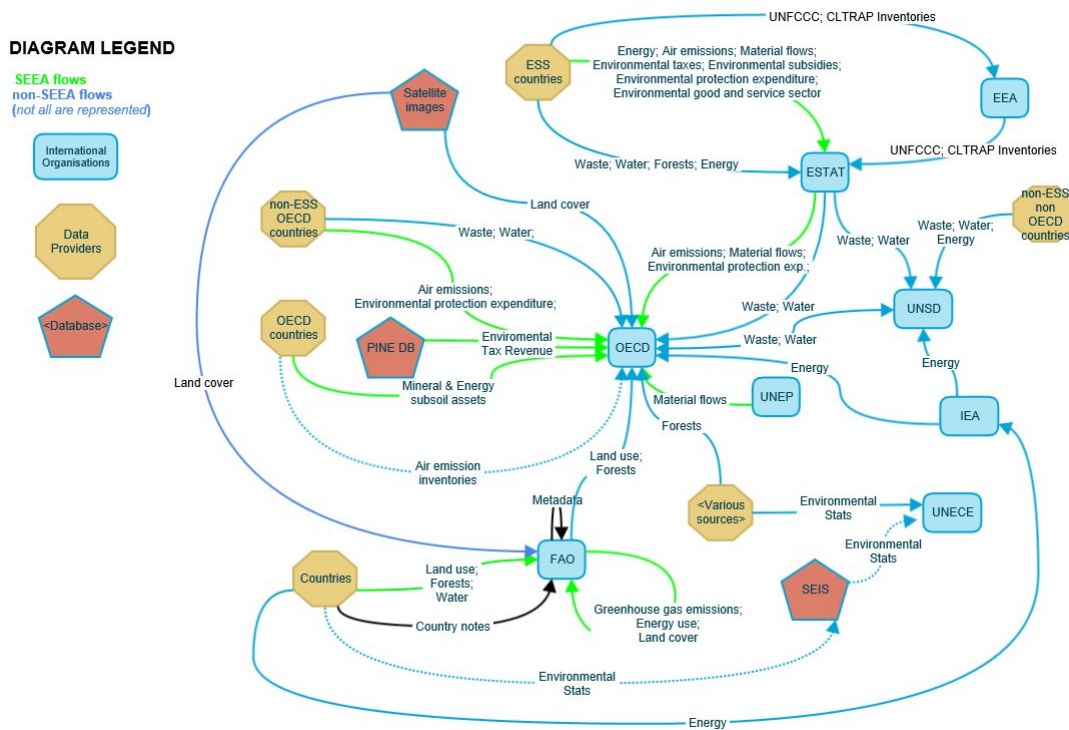 DIAGRAM LEGEND
SEEA flows
non-SEEA flows
(not all are represented)
International
Organisations
Data
Providers
<Database>
UNFCCC; CLTRAP Inventories
ESS
countries
Energy; Air emissions; Material flows;
Environmental taxes; Environmental subsidies;
Environmental protection expenditure;
Environmental good and service sector
EEA
Satellite
images
UNFCCC; CLTRAP Inventories
Waste; Water; Forests; Energy
ESTAT
Land cover
non-ESS
OECD
countries
Waste; Water;
non-ESS
non
OECD
countries
Waste; Water
Waste; Water;
Energy
Air emissions; Material flows;
Environmental protection exp.;
Air emissions;
Environmental protection expenditure;
Waste; Water
UNSD
OECD
countries
PINE DB
Enviromental
Tax Revenue
OECD
Waste; Water
Energy
Energy
Land cover
Mineral & Energy
subsoil assets
Material flows
UNEP
IEA
Forests
Air emission
inventories
Land use;
Forests
Metadata
<Various
sources>
Environmental
Stats
UNECE
Environmental
Stats
FAO
Countries
Land use;
Forests;
Water
SEIS
Greenhouse gas emissions;
Energy use;
Land cover
Country notes
Environmental
Stats
Energy